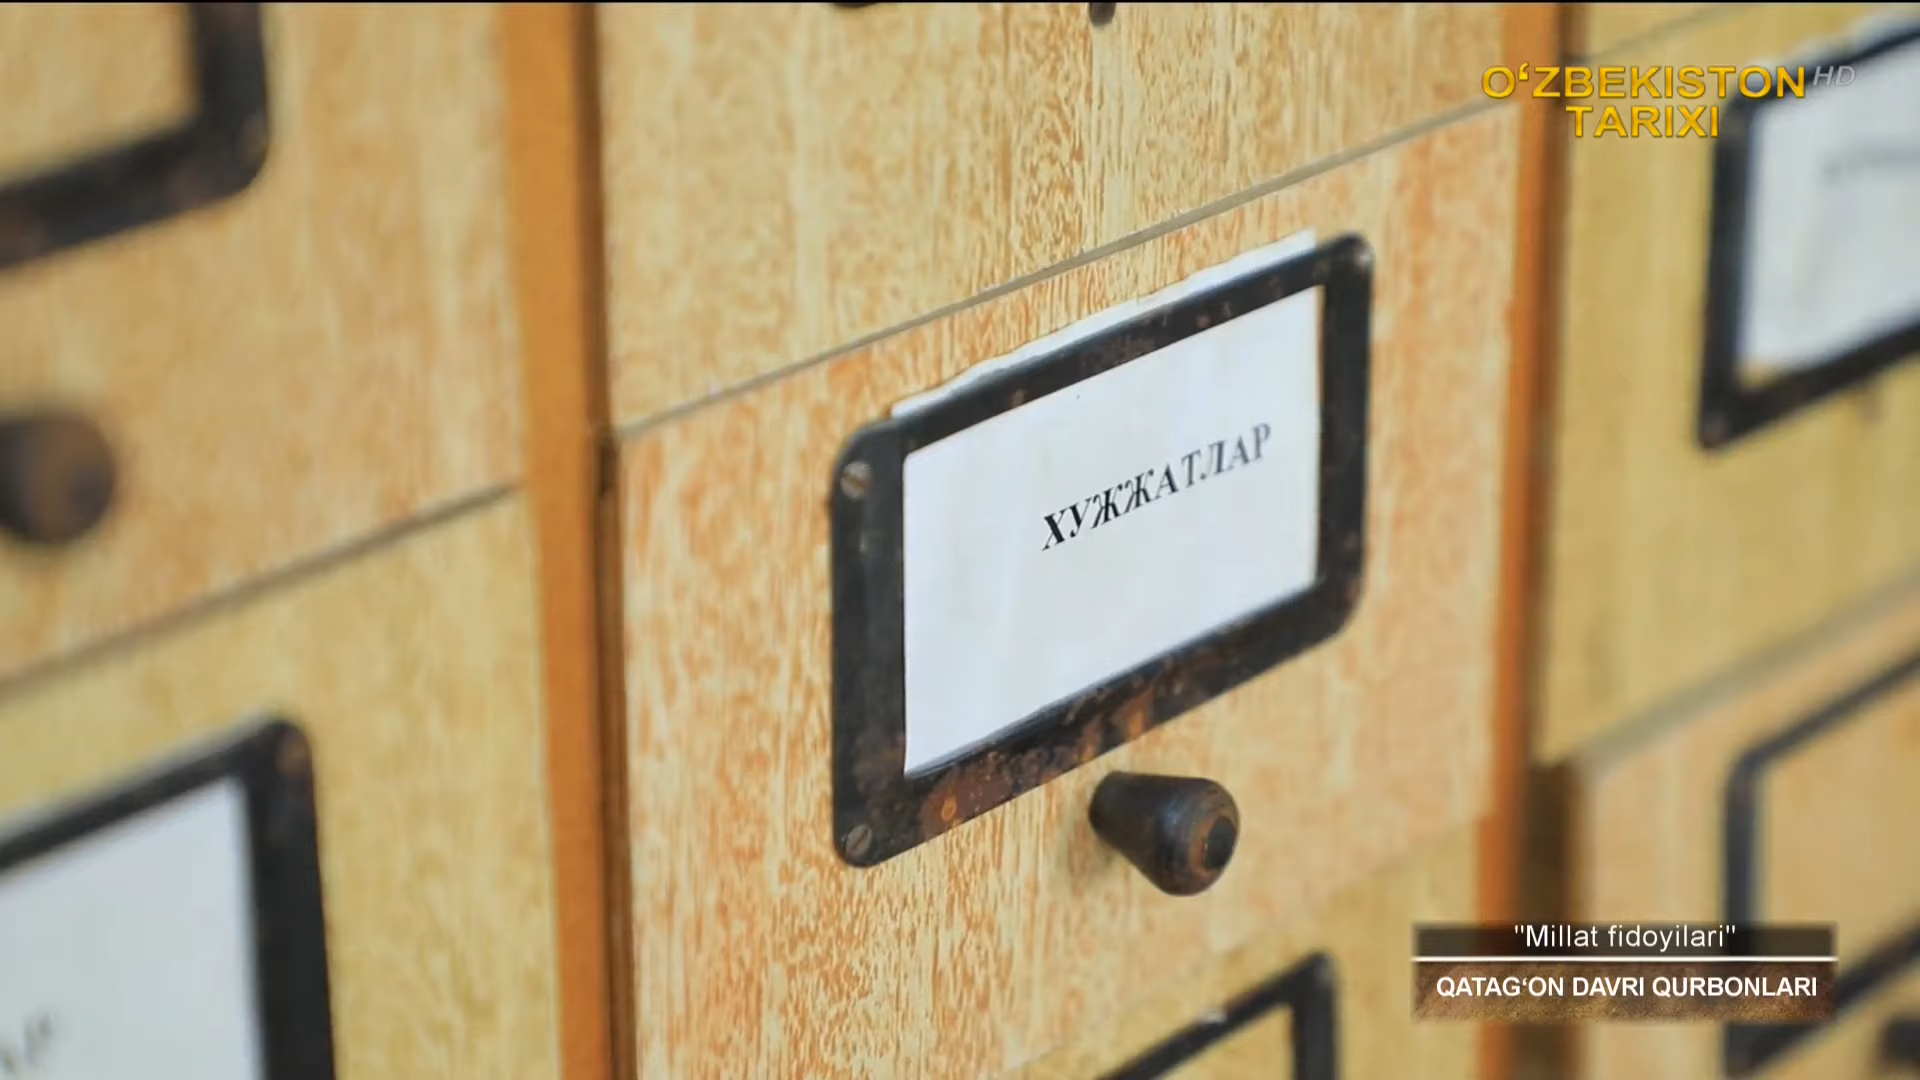 O‘ZBEKISTON HD
TARIXI
ХУЖЖАТЛАР
"Millat fidoyilari"
QATAG‘ON DAVRI QURBONLARI